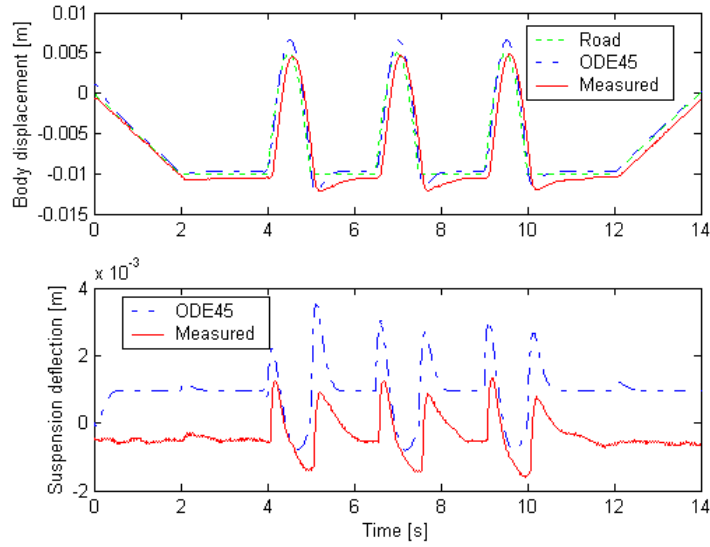 0.01
0.005
0
-0.005
-0.01
-0.015
Body displacement [m]
Road
ODE45
Measured
0 2 4 6 8 10 12 14
x 10⁻³
4
2
0
-2
Suspension deflection [m]
ODE45
Measured
0 2 4 6 8 10 12 14
Time [s]